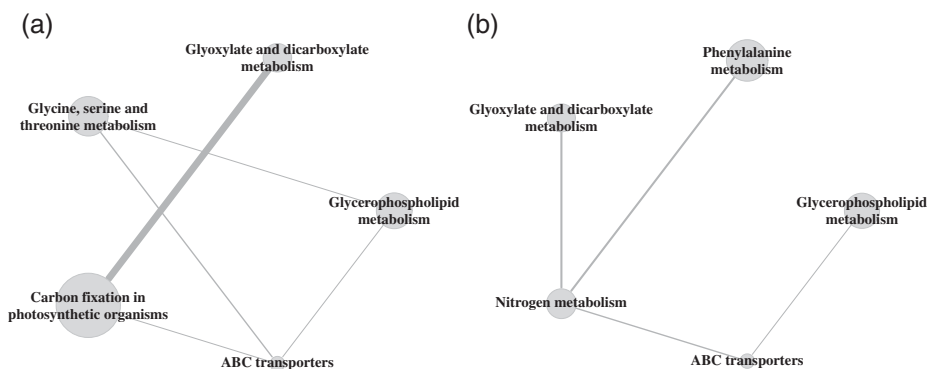 (a)
Glyoxylate and dicarboxylate
metabolism
Glycine, serine and
threonine metabolism
Glycerophospholipid
metabolism
Carbon fixation in
photosynthetic organisms
ABC transporters
(b)
Phenylalanine
metabolism
Glyoxylate and dicarboxylate
metabolism
Glycerophospholipid
metabolism
Nitrogen metabolism
ABC transporters